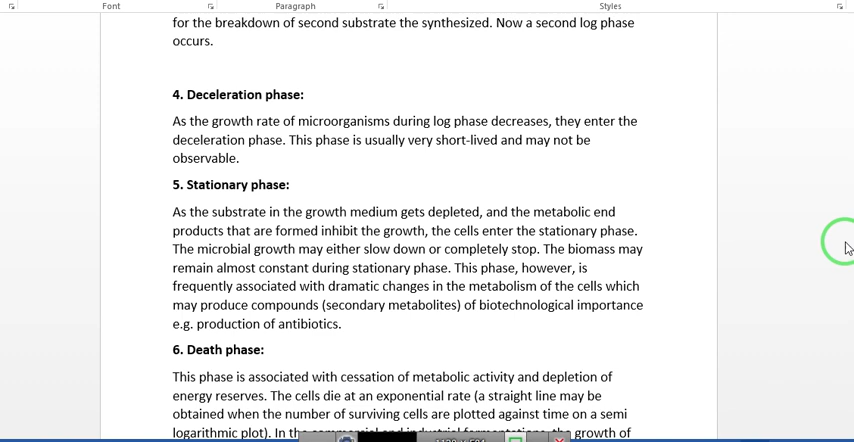 Font Paragraph Styles
for the breakdown of second substrate the synthesized. Now a second log phase
occurs.
4. Deceleration phase:
As the growth rate of microorganisms during log phase decreases, they enter the
deceleration phase. This phase is usually very short-lived and may not be
observable.
5. Stationary phase:
As the substrate in the growth medium gets depleted, and the metabolic end
products that are formed inhibit the growth, the cells enter the stationary phase.
The microbial growth may either slow down or completely stop. The biomass may
remain almost constant during stationary phase. This phase, however, is
frequently associated with dramatic changes in the metabolism of the cells which
may produce compounds (secondary metabolites) of biotechnological importance
e.g. production of antibiotics.
6. Death phase:
This phase is associated with cessation of metabolic activity and depletion of
energy reserves. The cells die at an exponential rate (a straight line may be
obtained when the number of surviving cells are plotted against time on a semi
logarithmic plot). In the commercial and industrial fermentations, the growth of